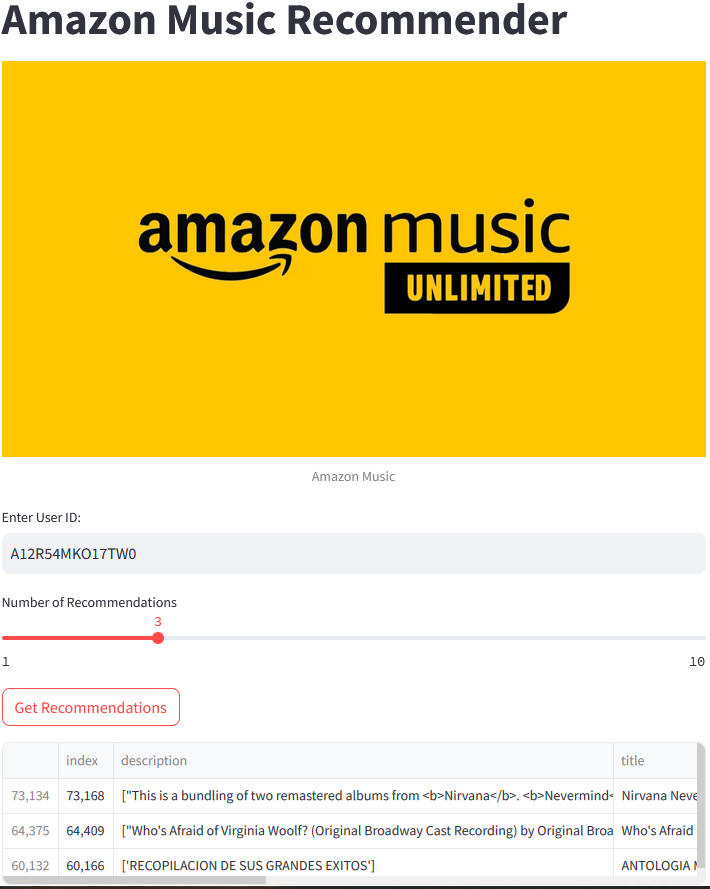 Amazon Music Recommender
amazon music
UNLIMITED
Amazon Music
Enter User ID:
A12R54MKO17TW0
Number of Recommendations
3
1 10
Get Recommendations
index description title
73,134 73,168 ["This is a bundling of two remastered albums from <b>Nirvana</b>. <b>Nevermind< Nirvana Neve
64,375 64,409 ["Who's Afraid of Virginia Woolf? (Original Broadway Cast Recording) by Original Broa Who's Afraid
60,132 60,166 ['RECOPILACION DE SUS GRANDES EXITOS'] ANTOLOGIA